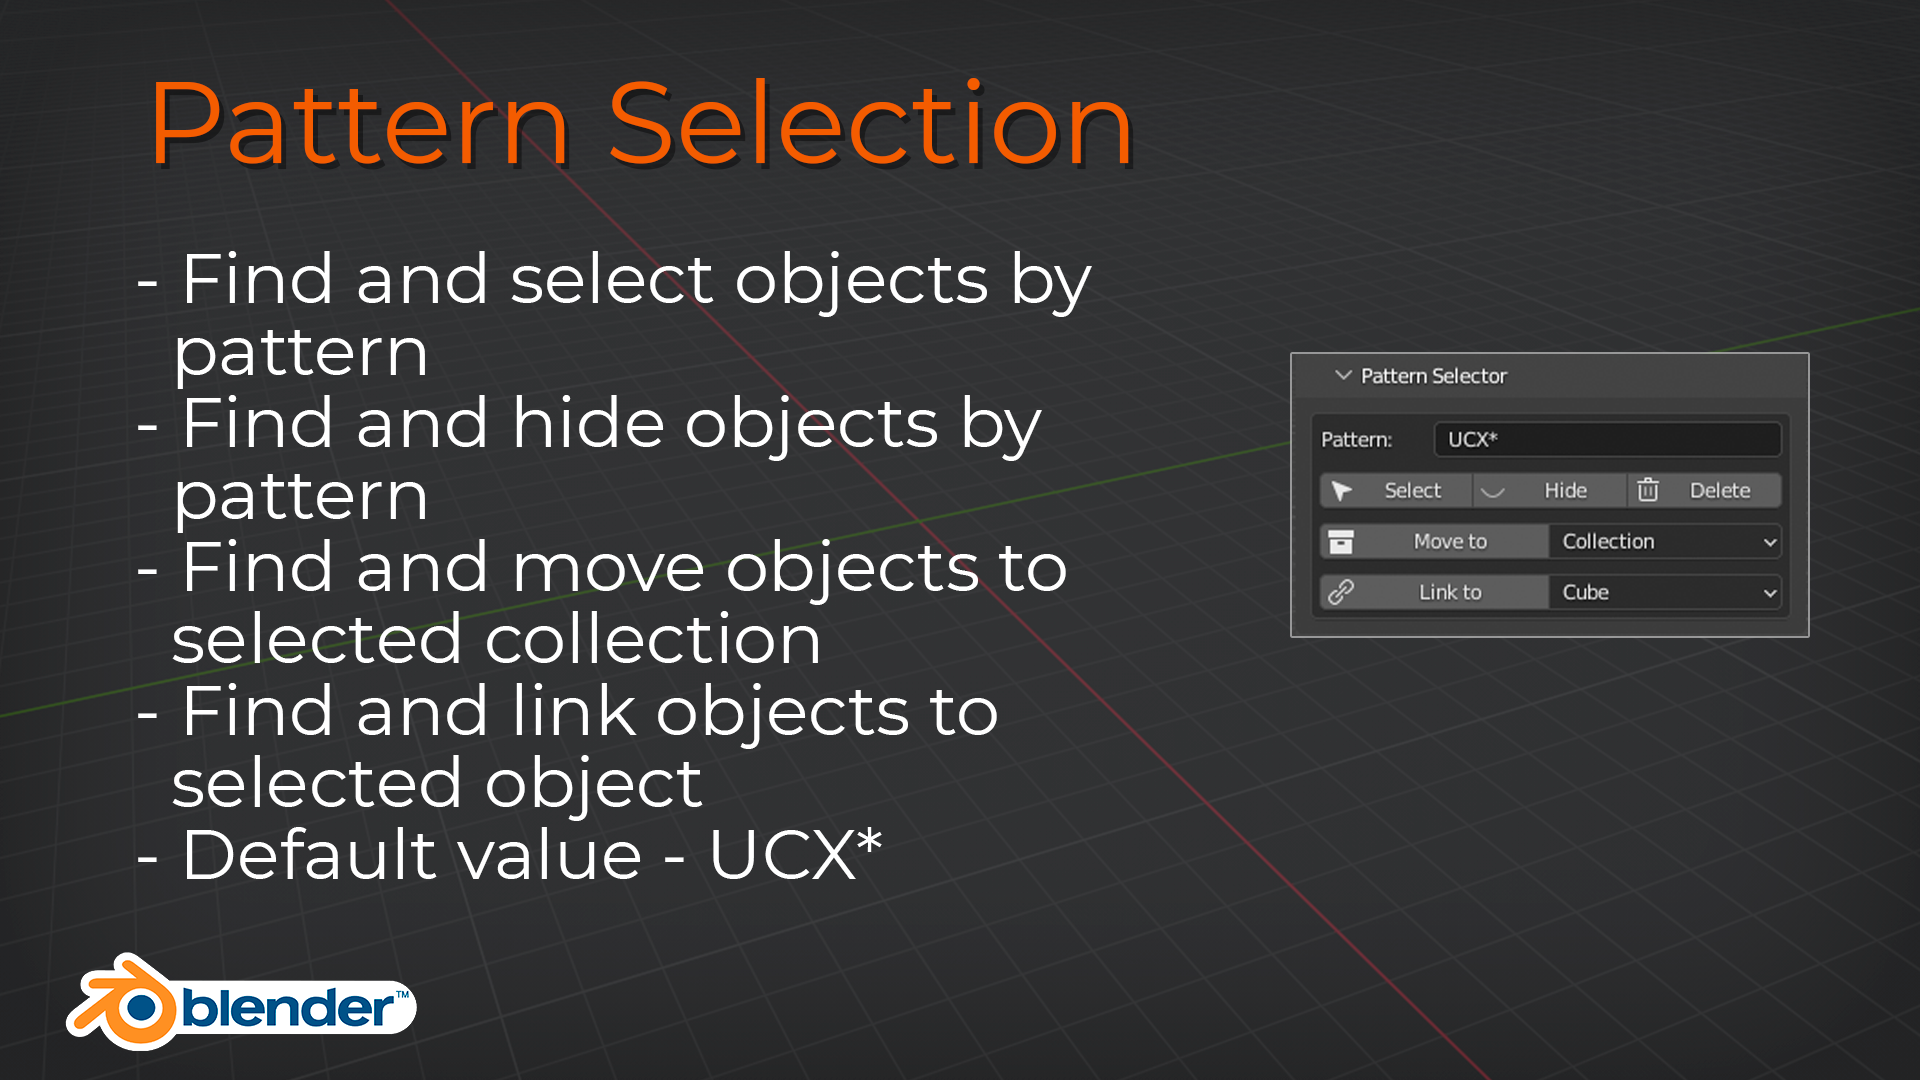 Pattern Selection
- Find and select objects by
pattern
- Find and hide objects by
pattern
- Find and move objects to
selected collection
- Find and link objects to
selected object
- Default value - UCX*
Pattern Selector
Pattern: UCX*
Select Hide Delete
Move to Collection
Link to Cube
blender™